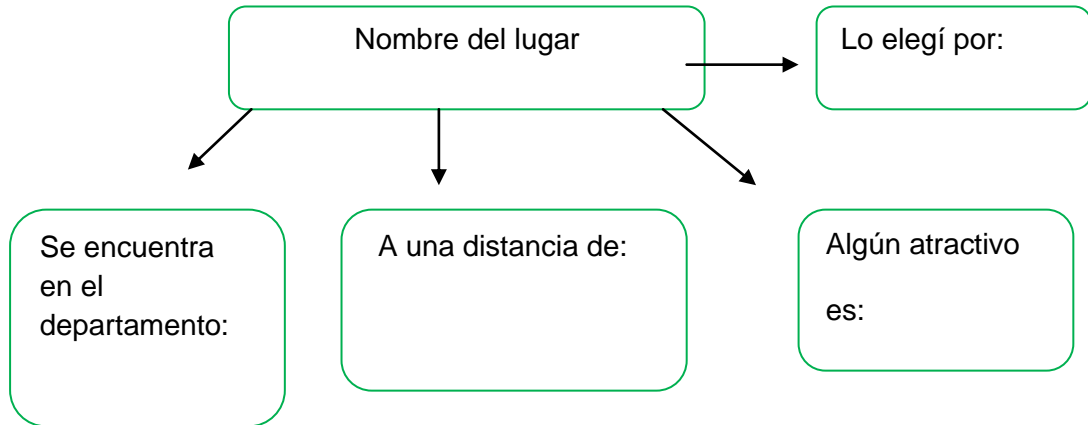 Nombre del lugar
Lo elegí por:
Se encuentra
en el
departamento:
A una distancia de:
Algún atractivo
es: